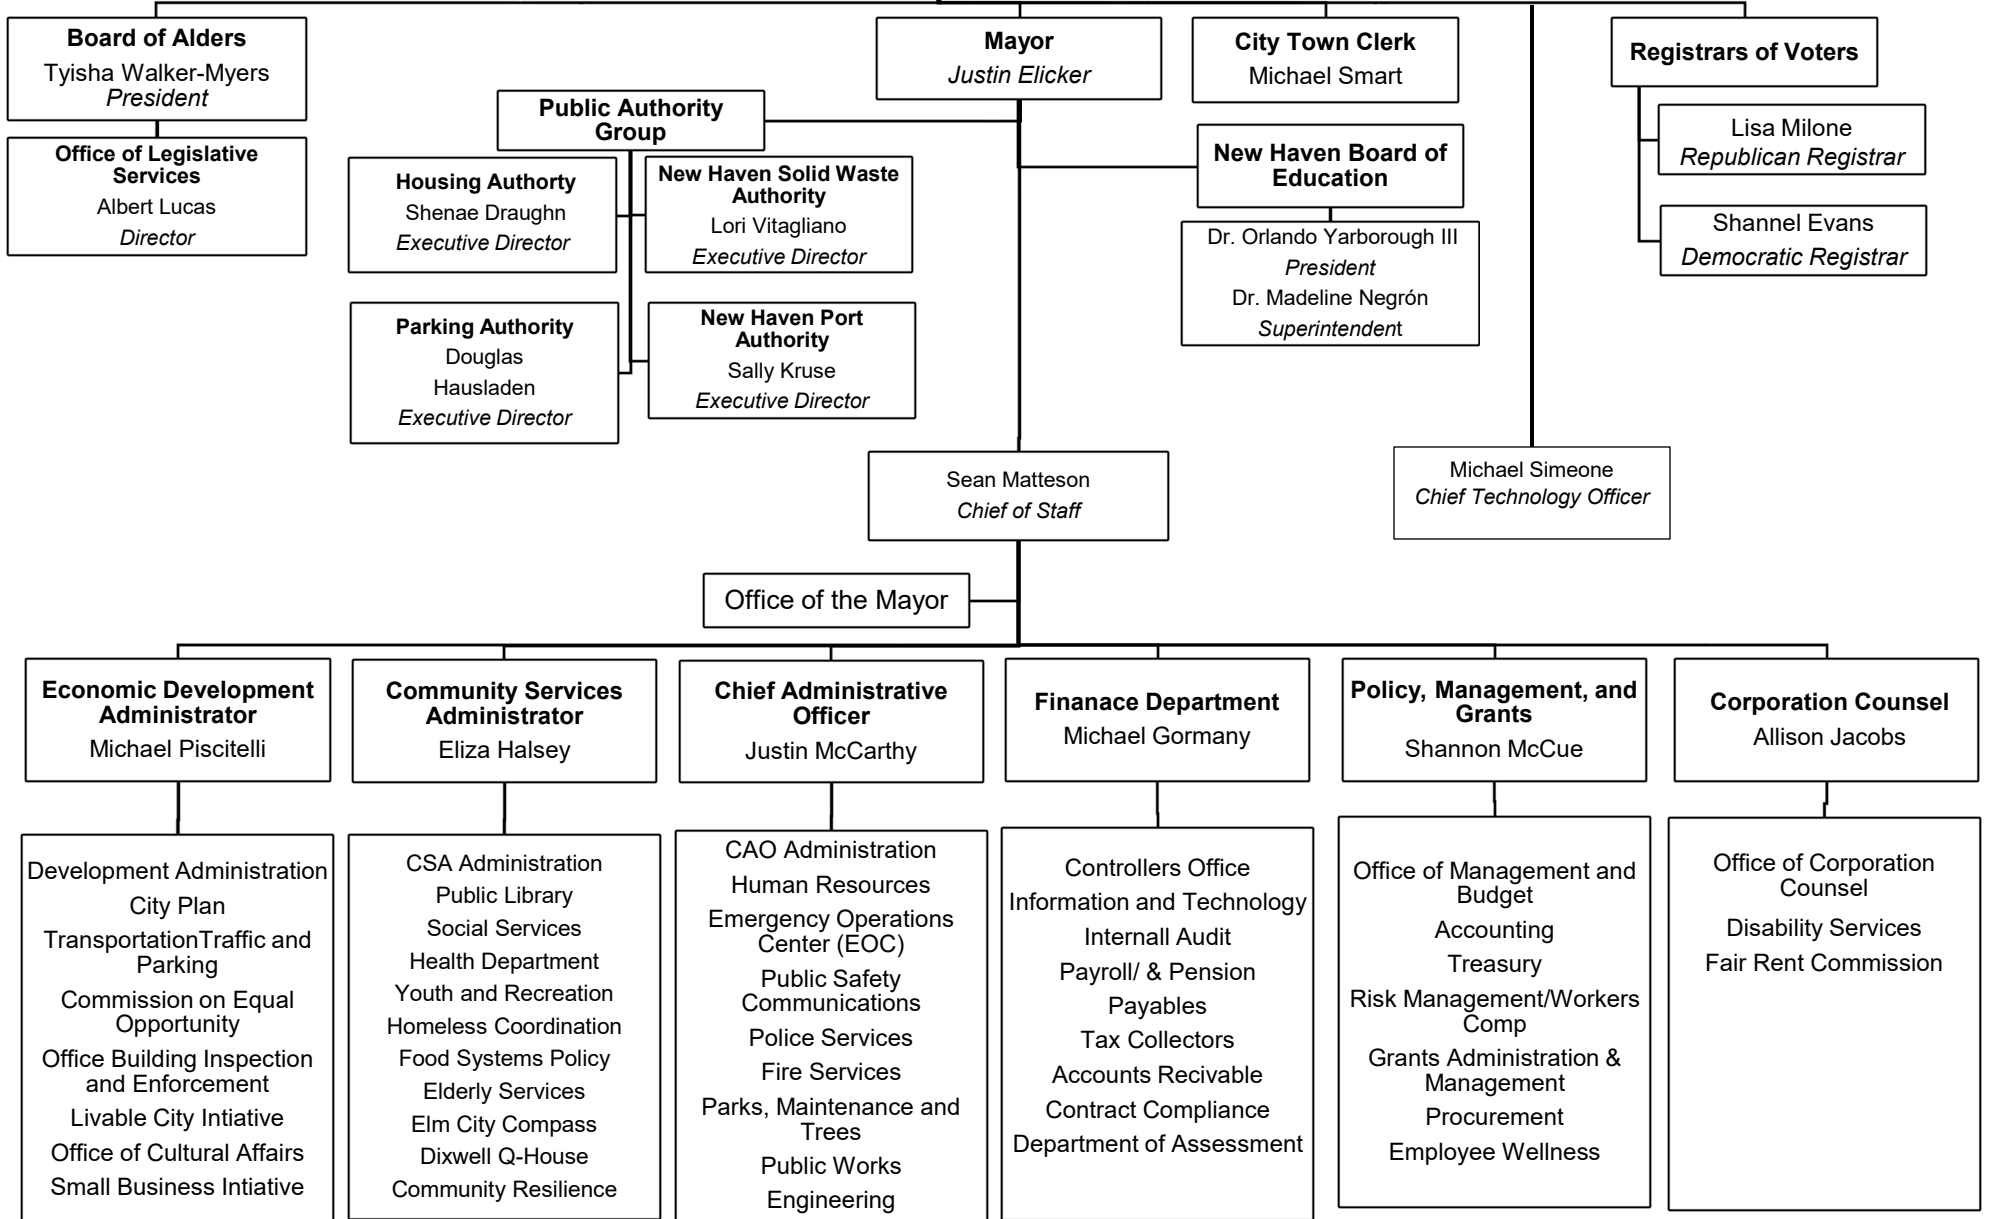 Board of Alders
Tyisha Walker-Myers
President
Office of Legislative
Services
Albert Lucas
Director
Public Authority
Group
Housing Authorty
Shenae Draughn
Executive Director
New Haven Solid Waste
Authority
Lori Vitagliano
Executive Director
Parking Authority
Douglas
Hausladen
Executive Director
New Haven Port
Authority
Sally Kruse
Executive Director
Mayor
Justin Elicker
City Town Clerk
Michael Smart
New Haven Board of
Education
Dr. Orlando Yarborough III
President
Dr. Madeline Negrón
Superintendent
Registrars of Voters
Lisa Milone
Republican Registrar
Shannel Evans
Democratic Registrar
Sean Matteson
Chief of Staff
Michael Simeone
Chief Technology Officer
Office of the Mayor
Economic Development
Administrator
Michael Piscitelli
Development Administration
City Plan
TransportationTraffic and
Parking
Commission on Equal
Opportunity
Office Building Inspection
and Enforcement
Livable City Intiative
Office of Cultural Affairs
Small Business Intiative
Community Services
Administrator
Eliza Halsey
CSA Administration
Public Library
Social Services
Health Department
Youth and Recreation
Homeless Coordination
Food Systems Policy
Elderly Services
Elm City Compass
Dixwell Q-House
Community Resilience
Chief Administrative
Officer
Justin McCarthy
CAO Administration
Human Resources
Emergency Operations
Center (EOC)
Public Safety
Communications
Police Services
Fire Services
Parks, Maintenance and
Trees
Public Works
Engineering
Finanace Department
Michael Gormany
Controllers Office
Information and Technology
Internall Audit
Payroll/ & Pension
Payables
Tax Collectors
Accounts Recivable
Contract Compliance
Department of Assessment
Policy, Management, and
Grants
Shannon McCue
Office of Management and
Budget
Accounting
Treasury
Risk Management/Workers
Comp
Grants Administration &
Management
Procurement
Employee Wellness
Corporation Counsel
Allison Jacobs
Office of Corporation
Counsel
Disability Services
Fair Rent Commission